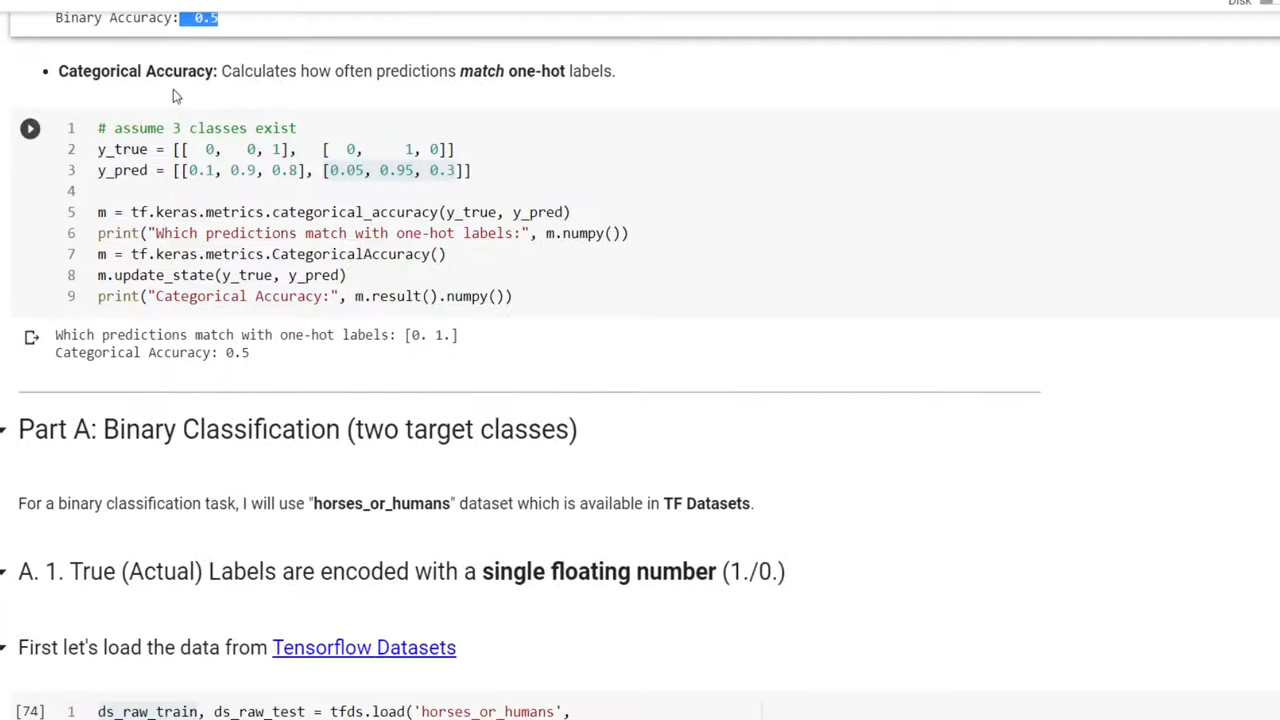 Disk
Binary Accuracy: 0.5
• Categorical Accuracy: Calculates how often predictions match one-hot labels.
1 # assume 3 classes exist
2 y_true = [[ 0, 0, 1], [ 0, 1, 0]]
3 y_pred = [[0.1, 0.9, 0.8], [0.05, 0.95, 0.3]]
4
5 m = tf.keras.metrics.categorical_accuracy(y_true, y_pred)
6 print("Which predictions match with one-hot labels:", m.numpy())
7 m = tf.keras.metrics.CategoricalAccuracy()
8 m.update_state(y_true, y_pred)
9 print("Categorical Accuracy:", m.result().numpy())
Which predictions match with one-hot labels: [0. 1.]
Categorical Accuracy: 0.5
Part A: Binary Classification (two target classes)
For a binary classification task, I will use "horses_or_humans" dataset which is available in TF Datasets.
A. 1. True (Actual) Labels are encoded with a single floating number (1./0.)
First let's load the data from Tensorflow Datasets
[74] 1 ds_raw_train, ds_raw_test = tfds.load('horses_or_humans',